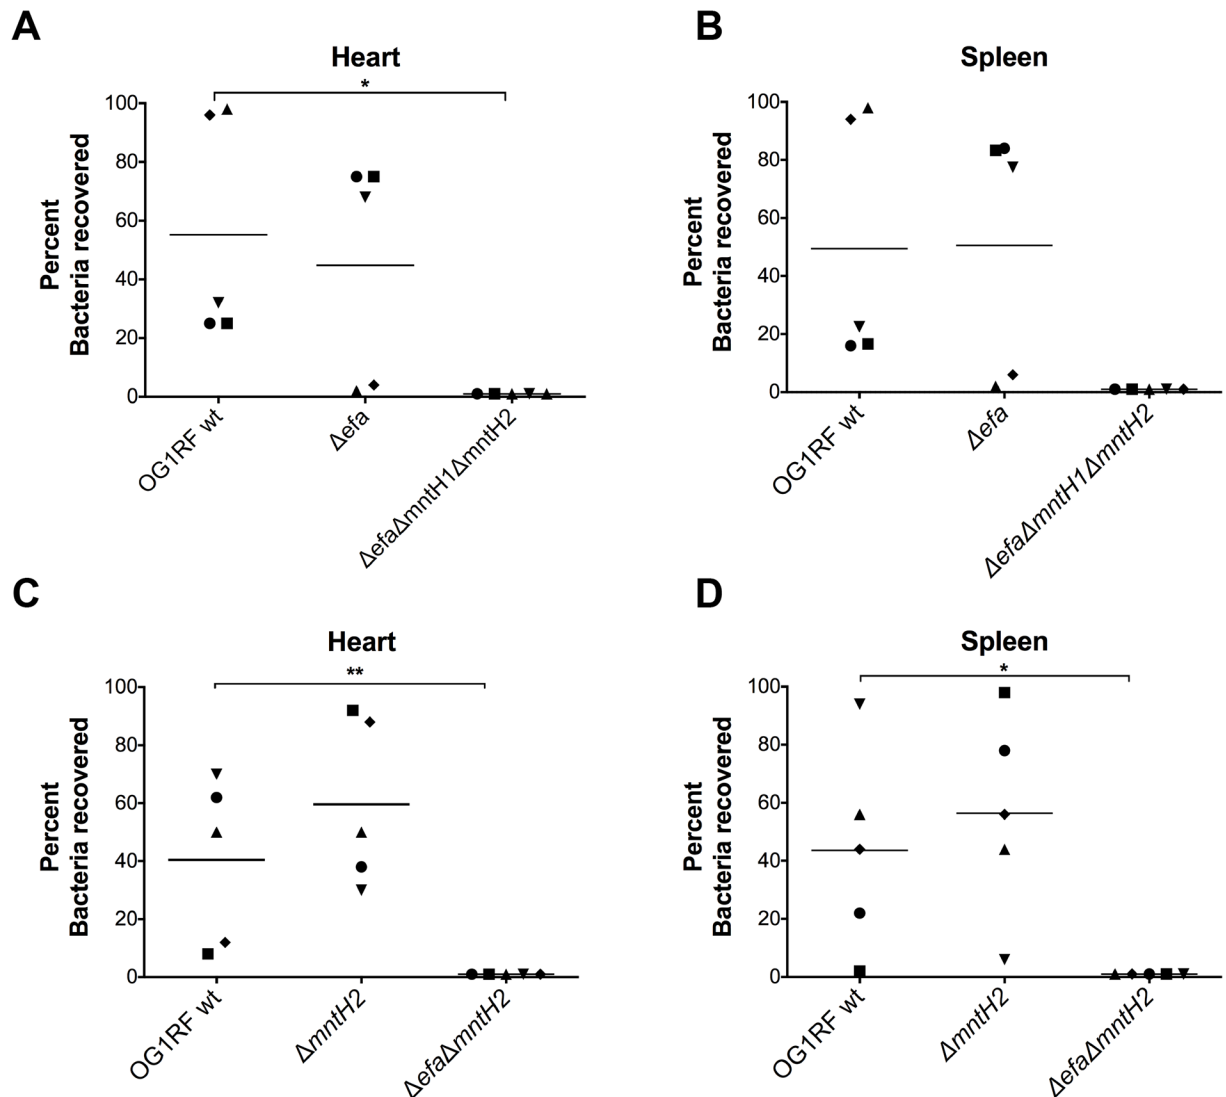 A
Heart
*
Percent
Bacteria recovered
100
80
60
40
20
0
OG1RF wt
Δefa
ΔefaΔmntH1ΔmntH2
B
Spleen
Percent
Bacteria recovered
100
80
60
40
20
0
OG1RF wt
Δefa
ΔefaΔmntH1ΔmntH2
C
Heart
**
Percent
Bacteria recovered
100
80
60
40
20
0
OG1RF wt
ΔmntH2
ΔefaΔmntH2
D
Spleen
*
Percent
Bacteria recovered
100
80
60
40
20
0
OG1RF wt
ΔmntH2
ΔefaΔmntH2